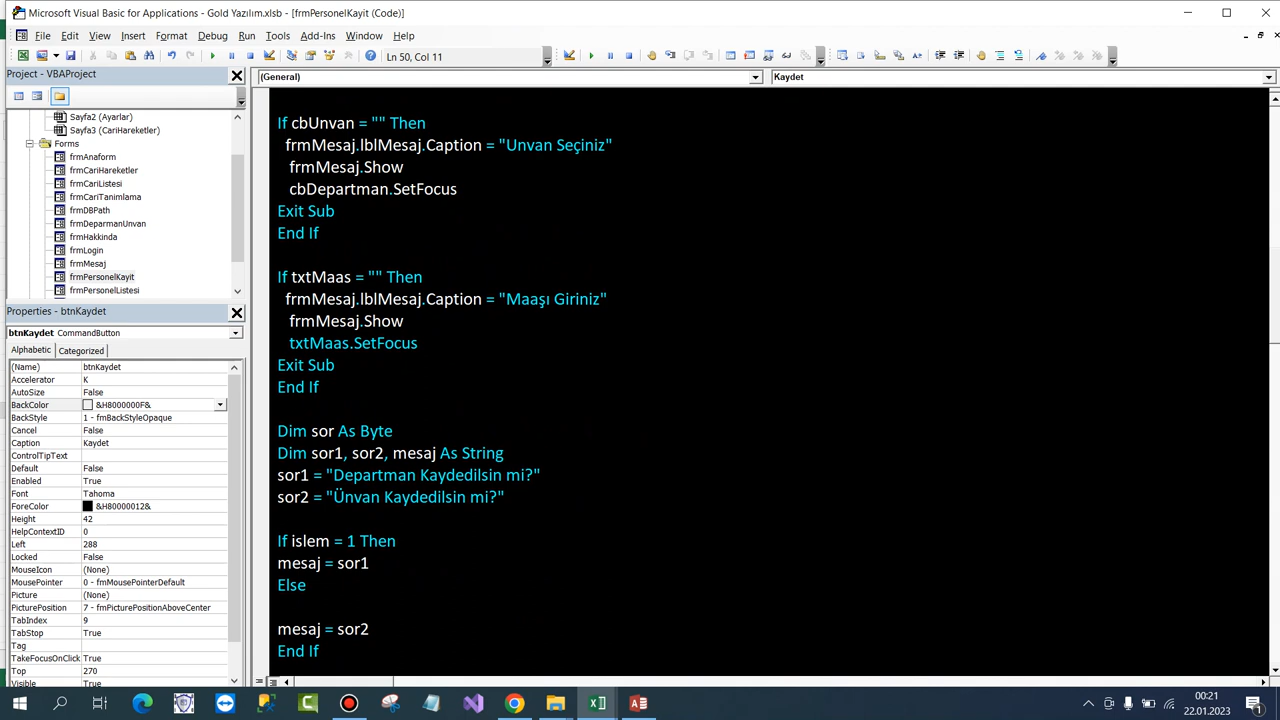 Microsoft Visual Basic for Applications - Gold Yazılım.xlsb - [frmPersonelKayit (Code)]
File Edit View Insert Format Debug Run Tools Add-Ins Window Help
Ln 50, Col 11
Project - VBAProject
Sayfa2 (Ayarlar)
Sayfa3 (CariHareketler)
Forms
frmAnaform
frmCariHareketler
frmCariListesi
frmCariTanimlama
frmDBPath
frmDeparmanUnvan
frmHakkinda
frmLogin
frmMesaj
frmPersonelKayit
frmPersonelListesi
Properties - btnKaydet
btnKaydet CommandButton
Alphabetic Categorized
(Name) btnKaydet
Accelerator K
AutoSize False
BackColor &H8000000F&
BackStyle 1 - fmBackStyleOpaque
Cancel False
Caption Kaydet
ControlTipText
Default False
Enabled True
Font Tahoma
ForeColor &H80000012&
Height 42
HelpContextID 0
Left 288
Locked False
MouseIcon (None)
MousePointer 0 - fmMousePointerDefault
Picture (None)
PicturePosition 7 - fmPicturePositionAboveCenter
TabIndex 9
TabStop True
Tag
TakeFocusOnClick True
Top 270
Visible True
(General) Kaydet
If cbUnvan = "" Then
frmMesaj.lblMesaj.Caption = "Unvan Seçiniz"
frmMesaj.Show
cbDepartman.SetFocus
Exit Sub
End If
If txtMaas = "" Then
frmMesaj.lblMesaj.Caption = "Maaşı Giriniz"
frmMesaj.Show
txtMaas.SetFocus
Exit Sub
End If
Dim sor As Byte
Dim sor1, sor2, mesaj As String
sor1 = "Departman Kaydedilsin mi?"
sor2 = "Ünvan Kaydedilsin mi?"
If islem = 1 Then
mesaj = sor1
Else
mesaj = sor2
End If
00:21
22.01.2023